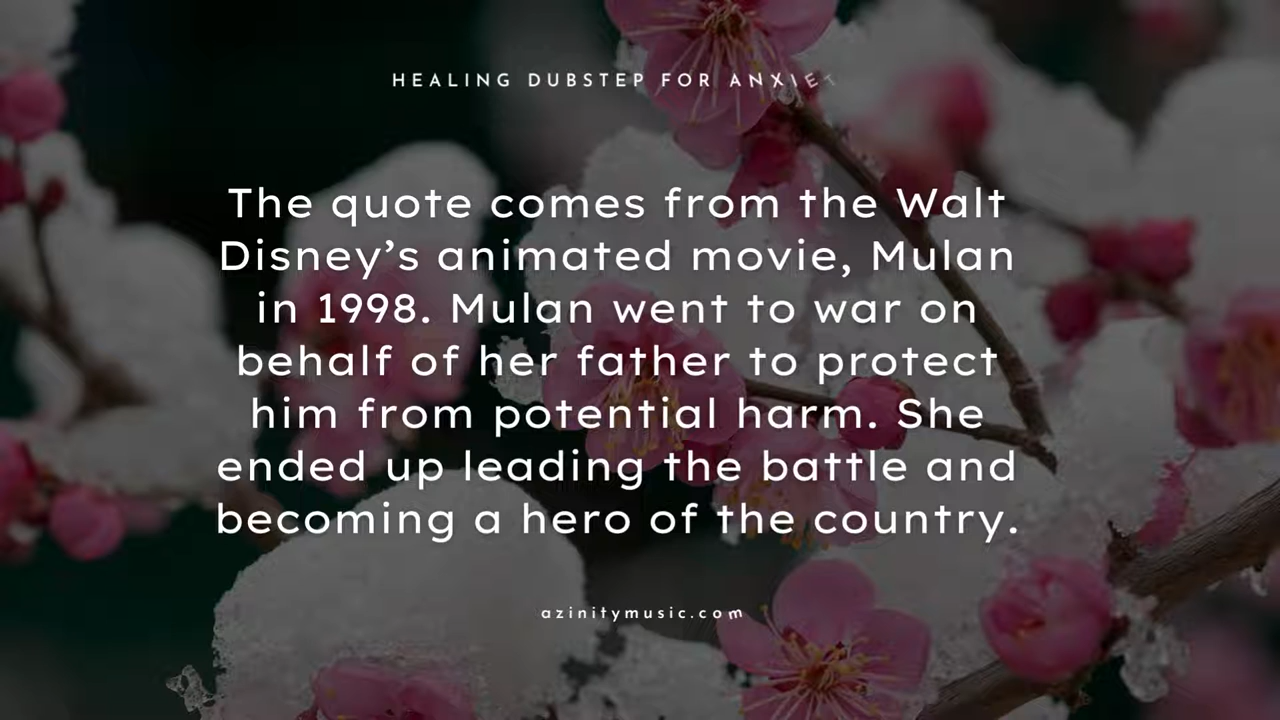 HEALING DUBSTEP FOR ANXIET
The quote comes from the Walt
Disney’s animated movie, Mulan
in 1998. Mulan went to war on
behalf of her father to protect
him from potential harm. She
ended up leading the battle and
becoming a hero of the country.
azinitymusic.com